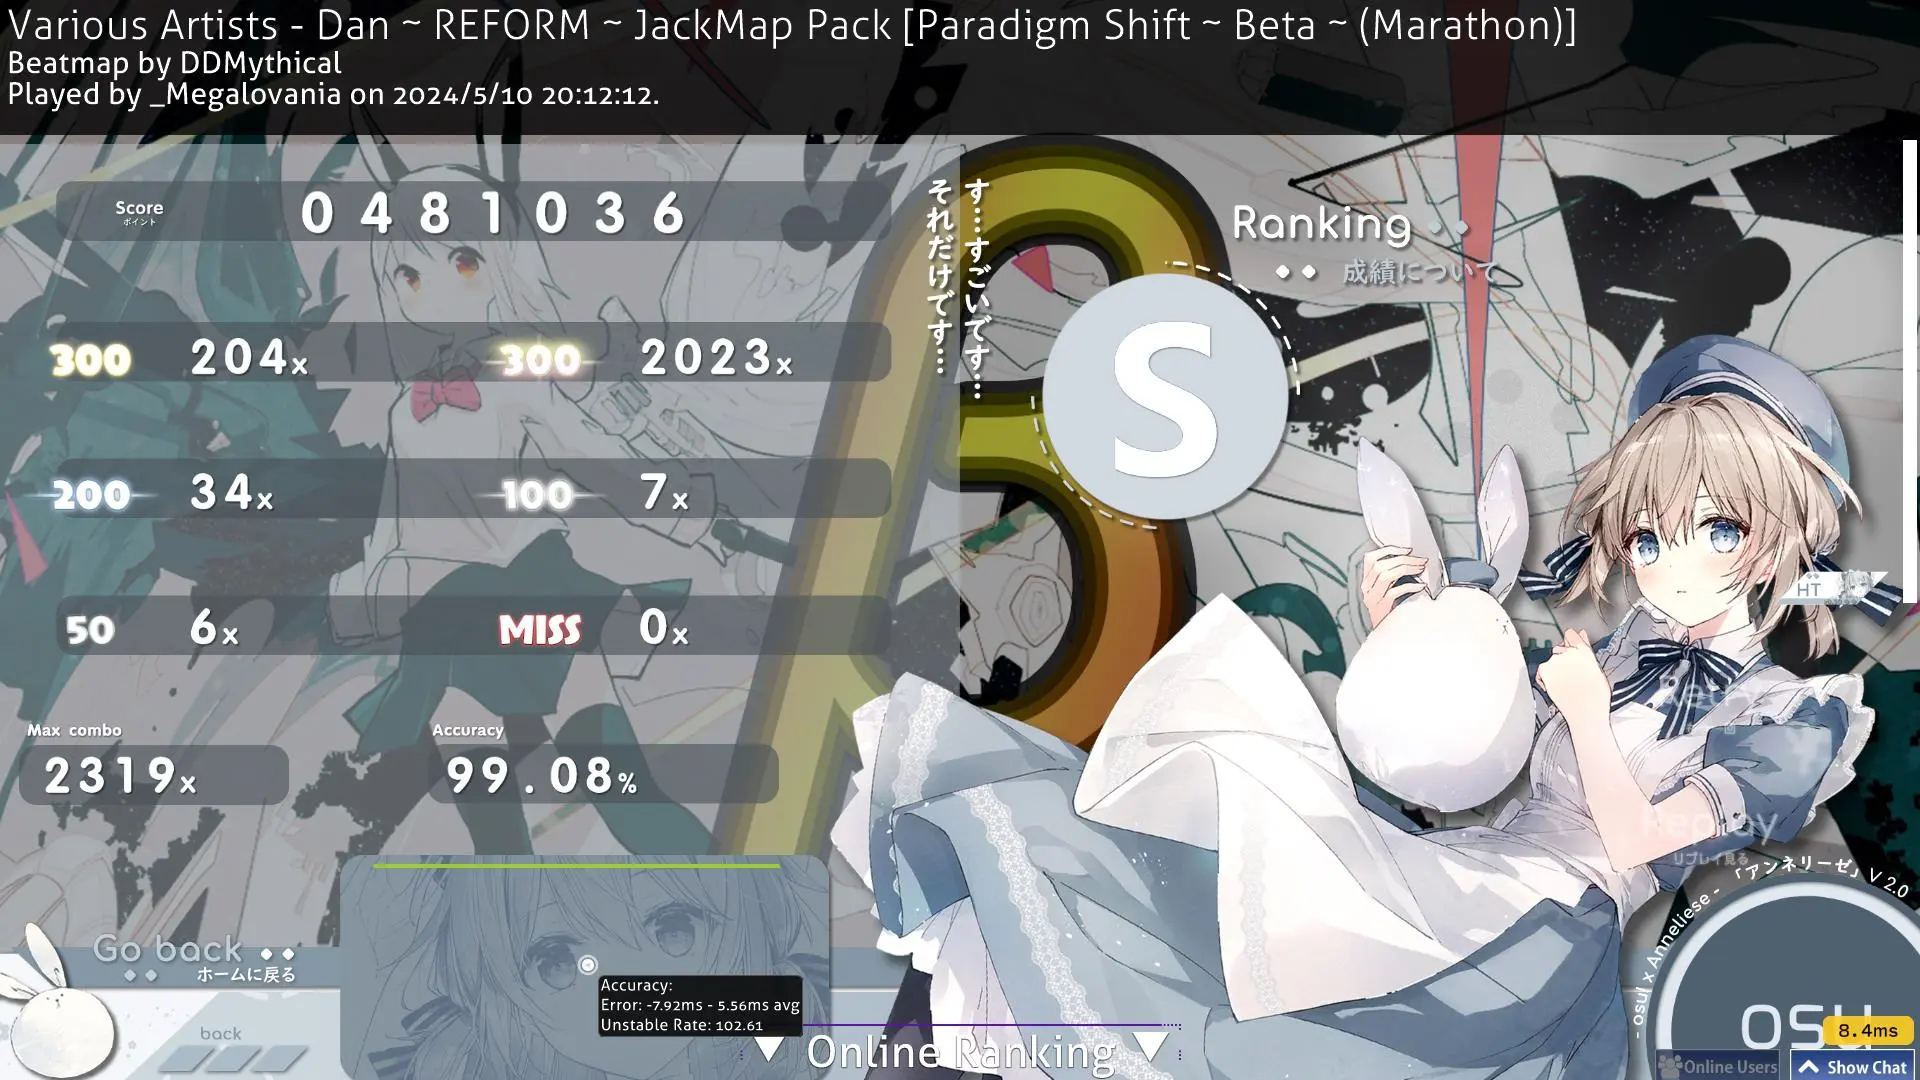 Various Artists - Dan ~ REFORM ~ JackMap Pack [Paradigm Shift ~ Beta ~ (Marathon)]
Beatmap by DDMythical
Played by _Megalovania on 2024/5/10 20:12:12.
Score
ポイント
0481036
す…すごいです…
それだけです…
Ranking
成績について
S
300 204x 300 2023x
200 34x 100 7x
50 6x MISS 0x
HT
Max combo
2319x
Accuracy
99.08%
Replay
リプレイ見る
- osu! x Anneliese - 「アンネリーゼ」 V 2.0
Go back
ホームに戻る
back
Accuracy:
Error: -7.92ms - 5.56ms avg
Unstable Rate: 102.61
Online Ranking
osu
8.4ms
Online Users
Show Chat